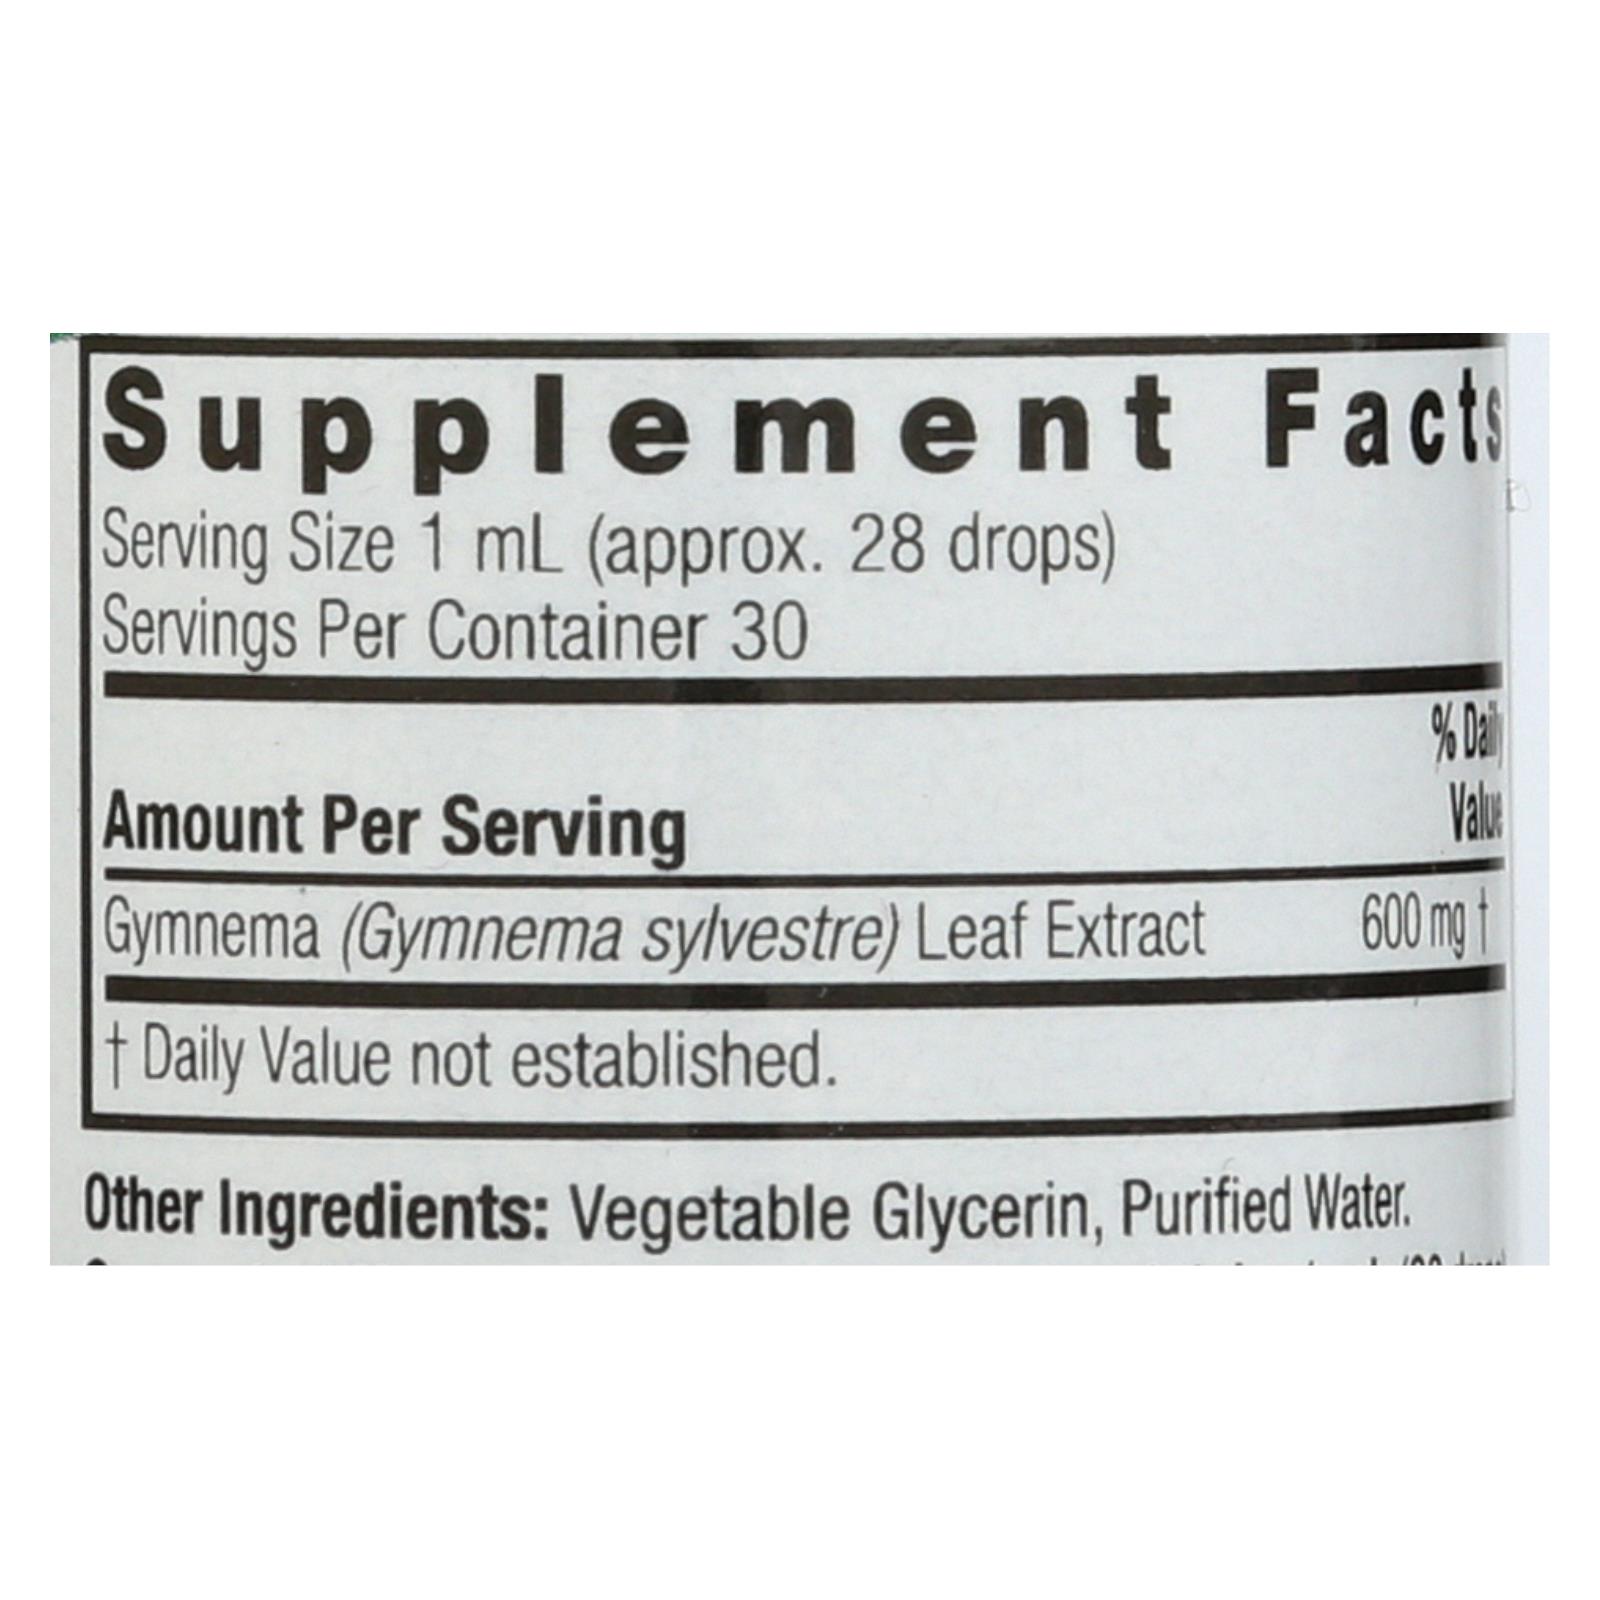 Supplement Facts
Serving Size 1 mL (approx. 28 drops)
Servings Per Container 30
% Daily
Value
Amount Per Serving
Gymnema (Gymnema sylvestre) Leaf Extract 600 mg †
† Daily Value not established.
Other Ingredients: Vegetable Glycerin, Purified Water.